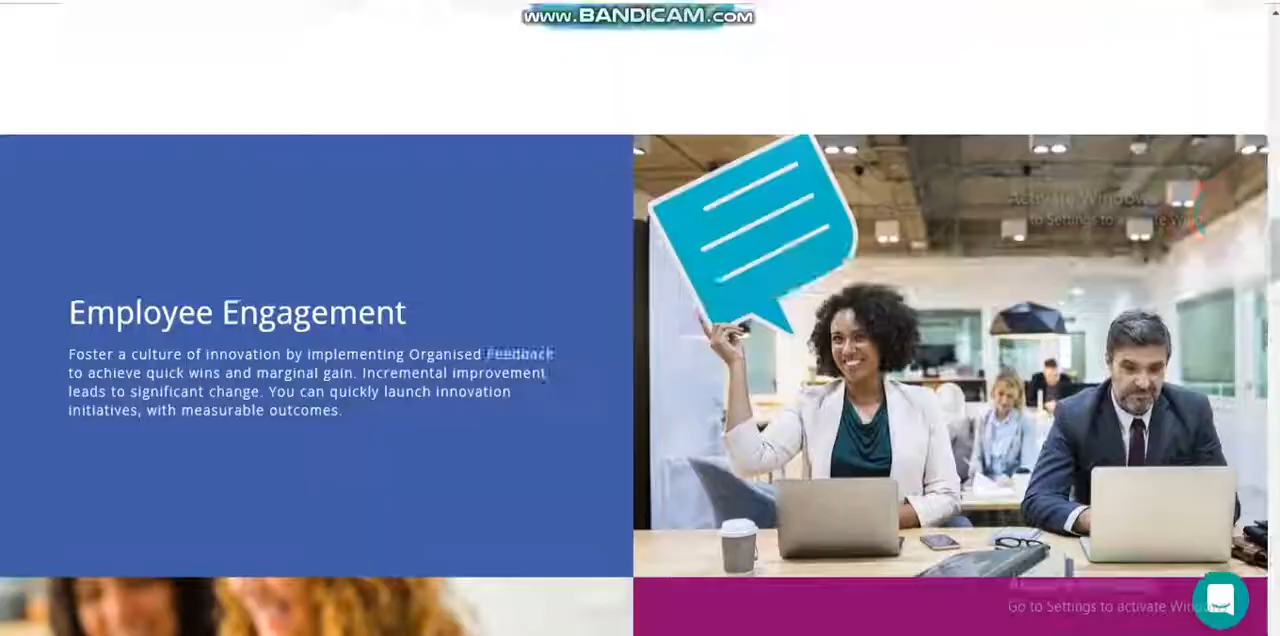 www.BANDICAM.com
Activate Windows
Employee Engagement
Foster a culture of innovation by implementing Organised Feedback
to achieve quick wins and marginal gain. Incremental improvement
leads to significant change. You can quickly launch innovation
initiatives, with measurable outcomes.
Go to Settings to activate Windows